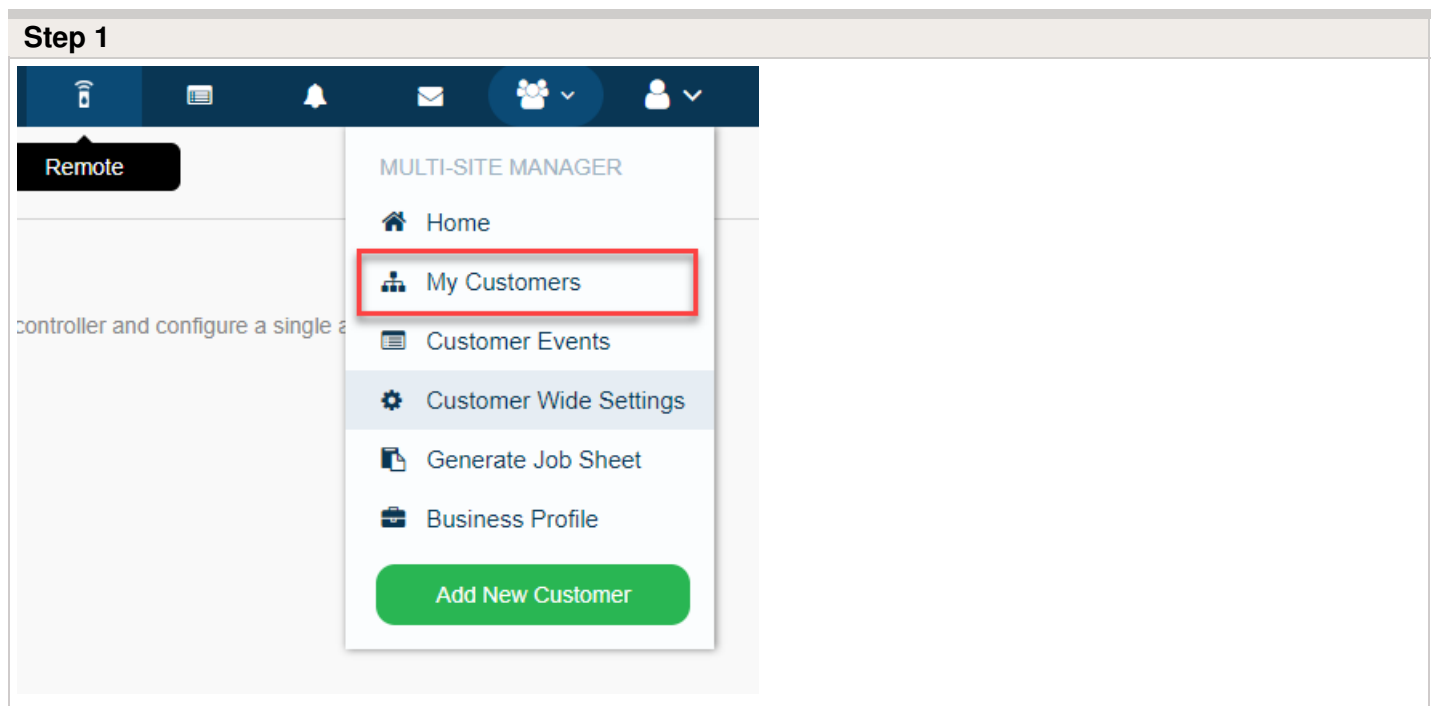 Step 1
Remote
MULTI-SITE MANAGER
Home
My Customers
controller and configure a single a
Customer Events
Customer Wide Settings
Generate Job Sheet
Business Profile
Add New Customer